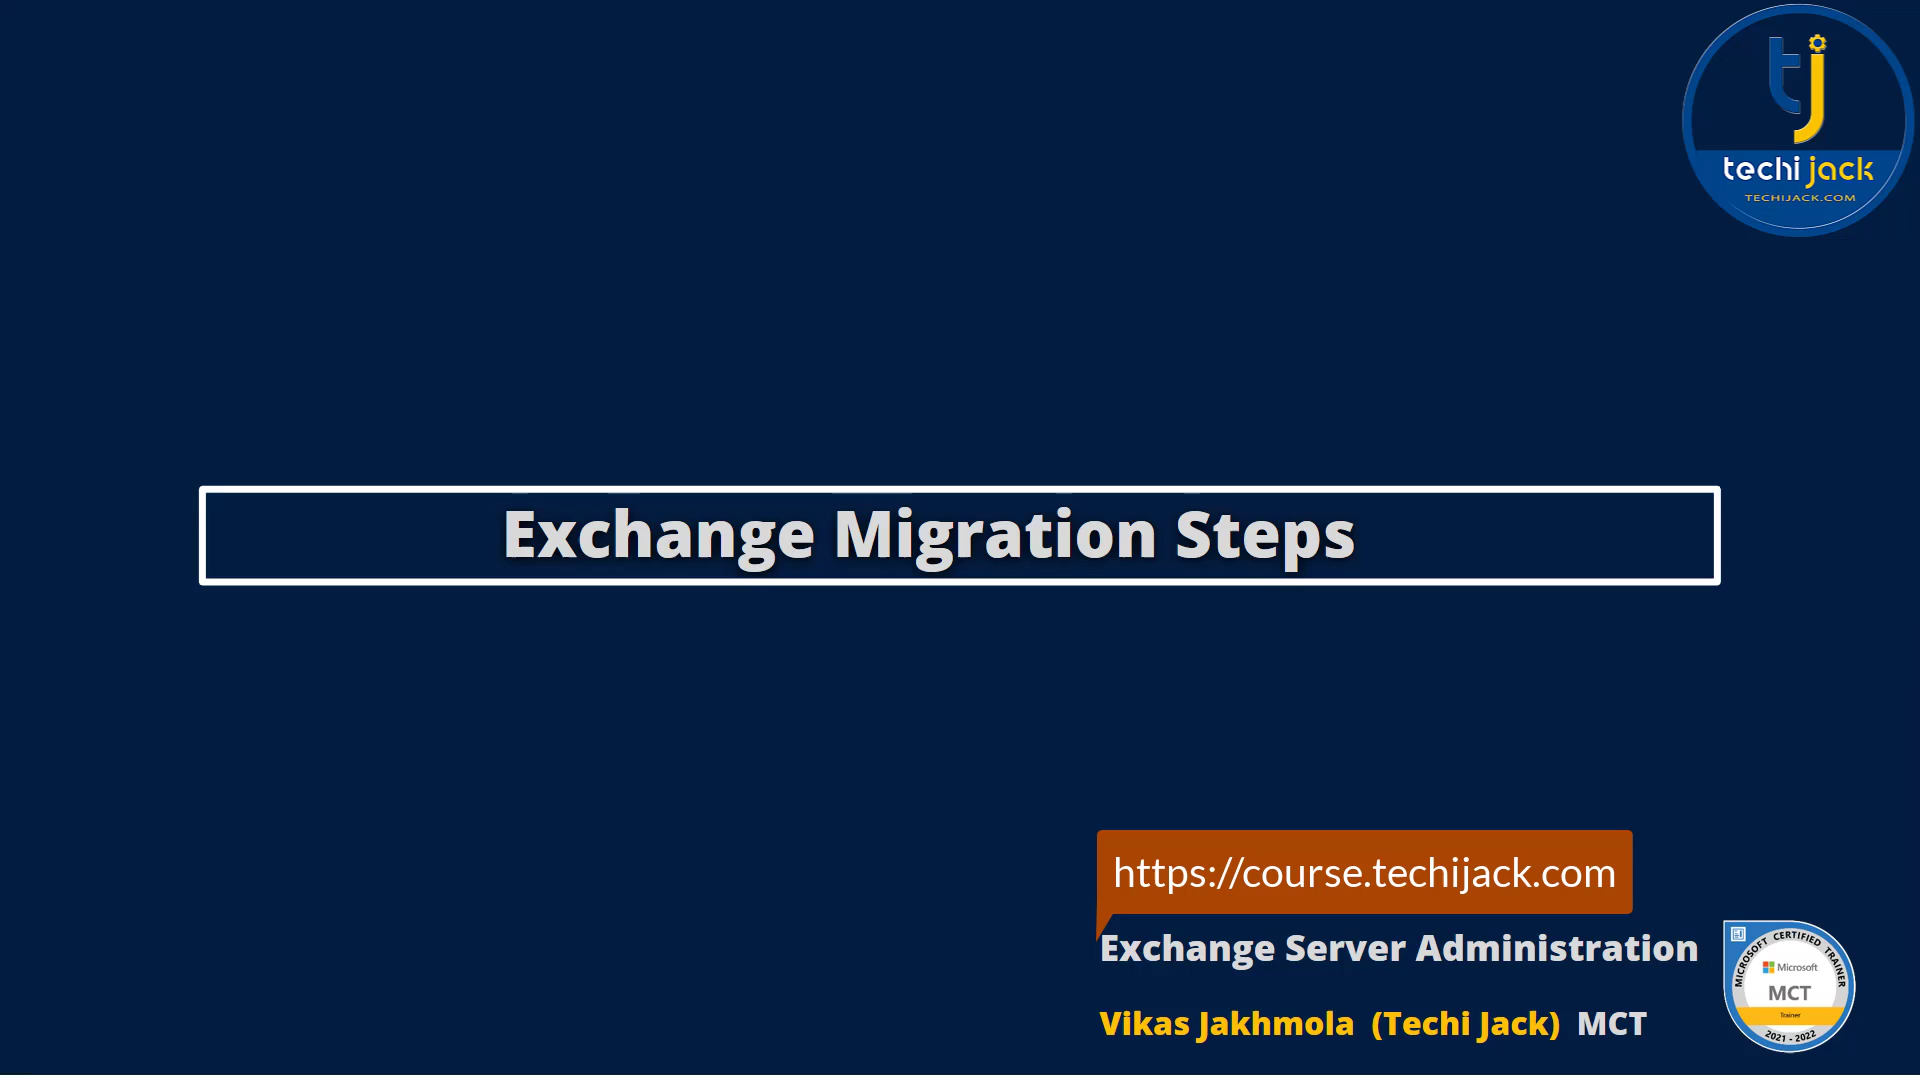 tj
techi jack
TECHIJACK.COM
Exchange Migration Steps
https://course.techijack.com
Exchange Server Administration
Vikas Jakhmola (Techi Jack) MCT
MICROSOFT CERTIFIED TRAINER
Microsoft
MCT
Trainer
2021 - 2022